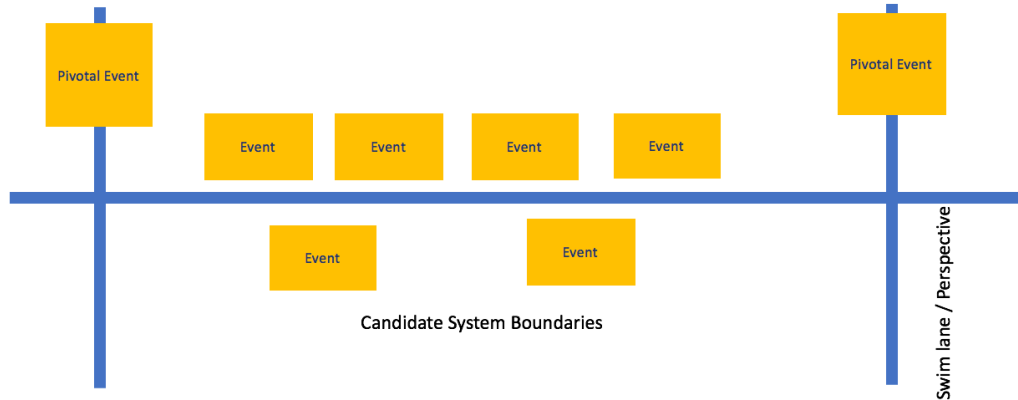 Pivotal Event
Pivotal Event
Event
Event
Event
Event
Event
Event
Candidate System Boundaries
Swim lane / Perspective